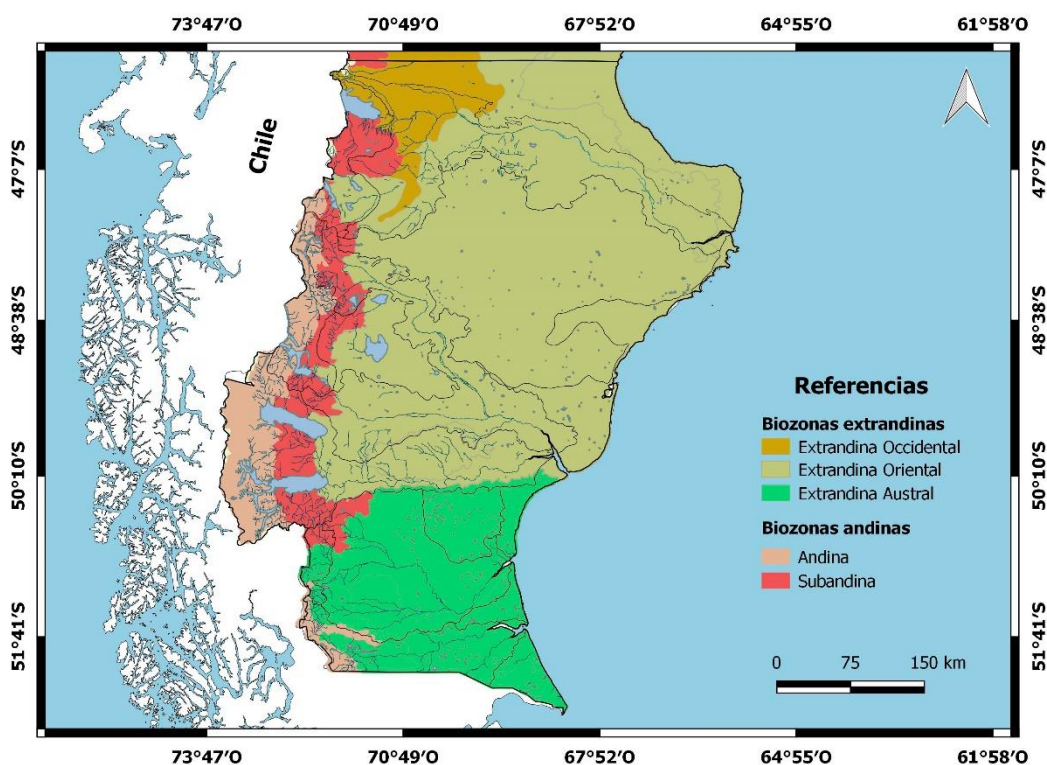 73°47'O 70°49'O 67°52'O 64°55'O 61°58'O
Chile
47°7'S 47°7'S
48°38'S 48°38'S
50°10'S 50°10'S
51°41'S 51°41'S
Referencias
Biozonas extrandinas
Extrandina Occidental
Extrandina Oriental
Extrandina Austral
Biozonas andinas
Andina
Subandina
0 75 150 km
73°47'O 70°49'O 67°52'O 64°55'O 61°58'O